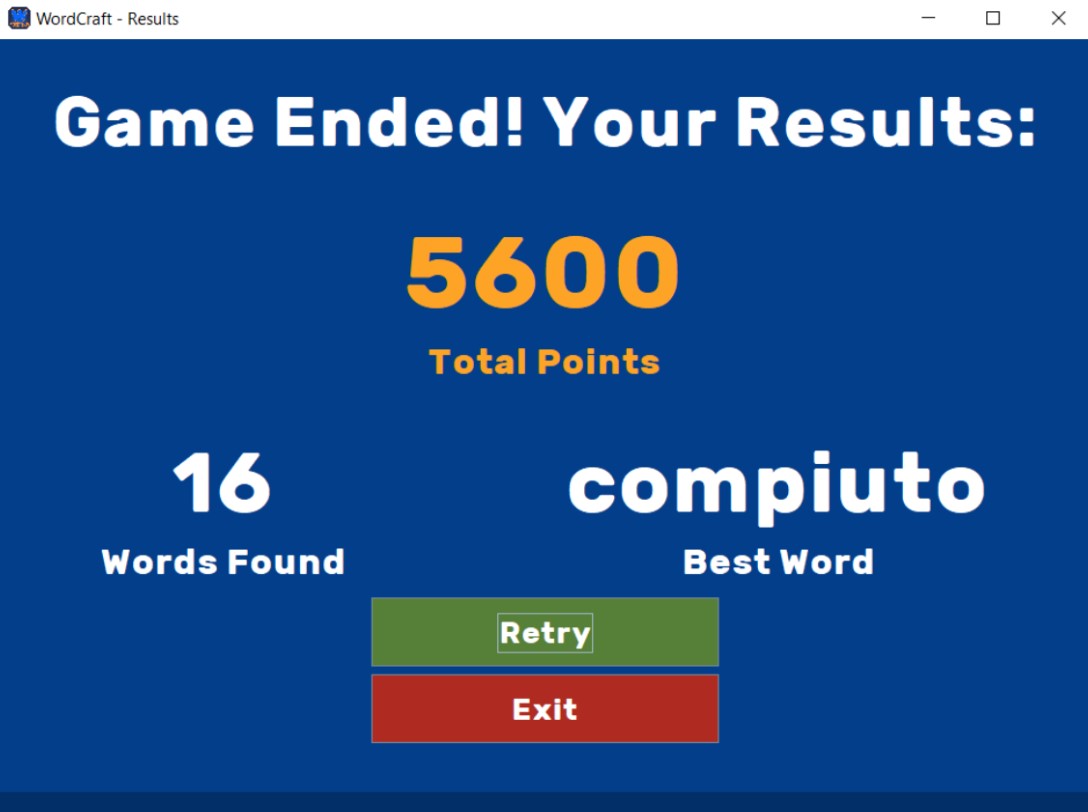 WordCraft - Results
Game Ended! Your Results:
5600
Total Points
16
Words Found
compiuto
Best Word
Retry
Exit